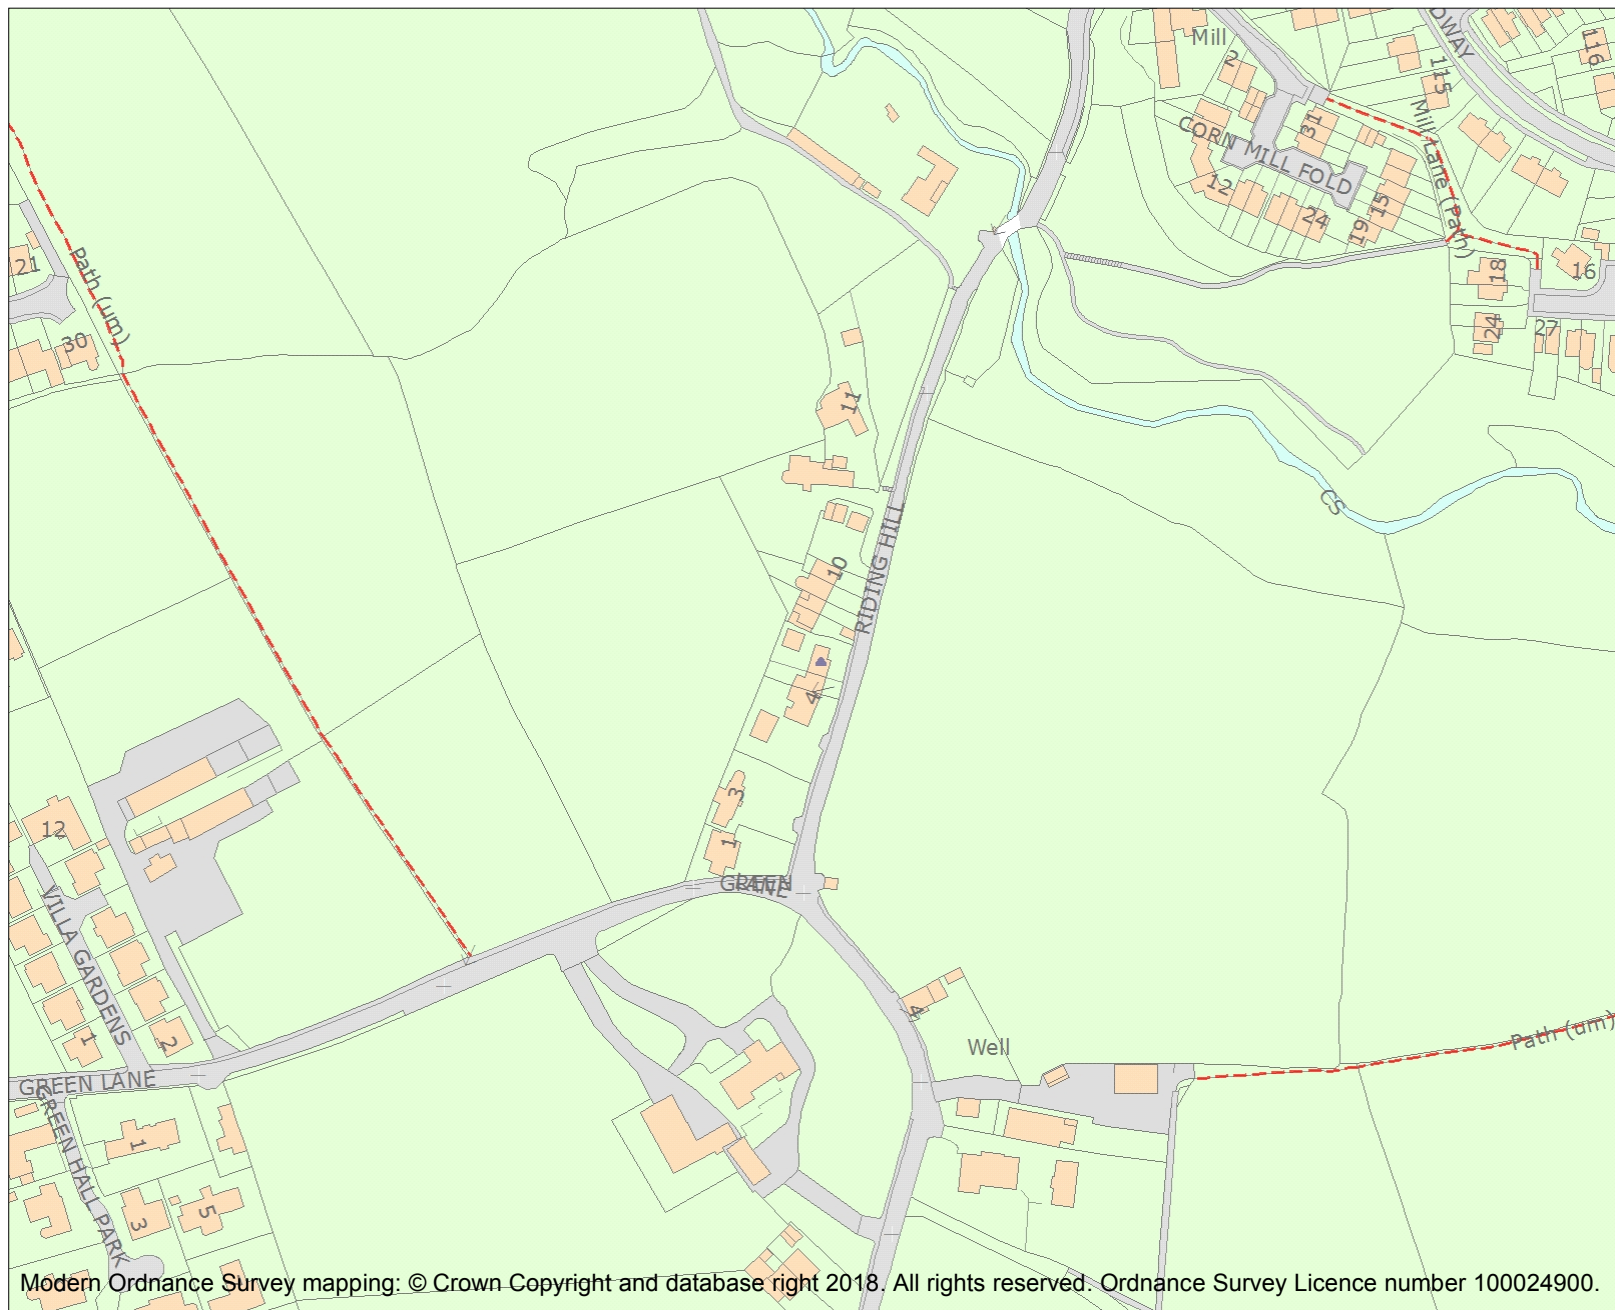 Mill
DWAY
116
2
115
31
CORN MILL FOLD
Mill Lane (Path)
12
15
24
19
21
Path (um)
18
16
30
24
27
11
CS
RIDING HILL
10
4
3
12
1
GREEN
LANE
VILLA GARDENS
4
1
2
Well
Path (um)
GREEN LANE
GREEN HALL PARK
1
3
5
Modern Ordnance Survey mapping: © Crown Copyright and database right 2018. All rights reserved. Ordnance Survey Licence number 100024900.